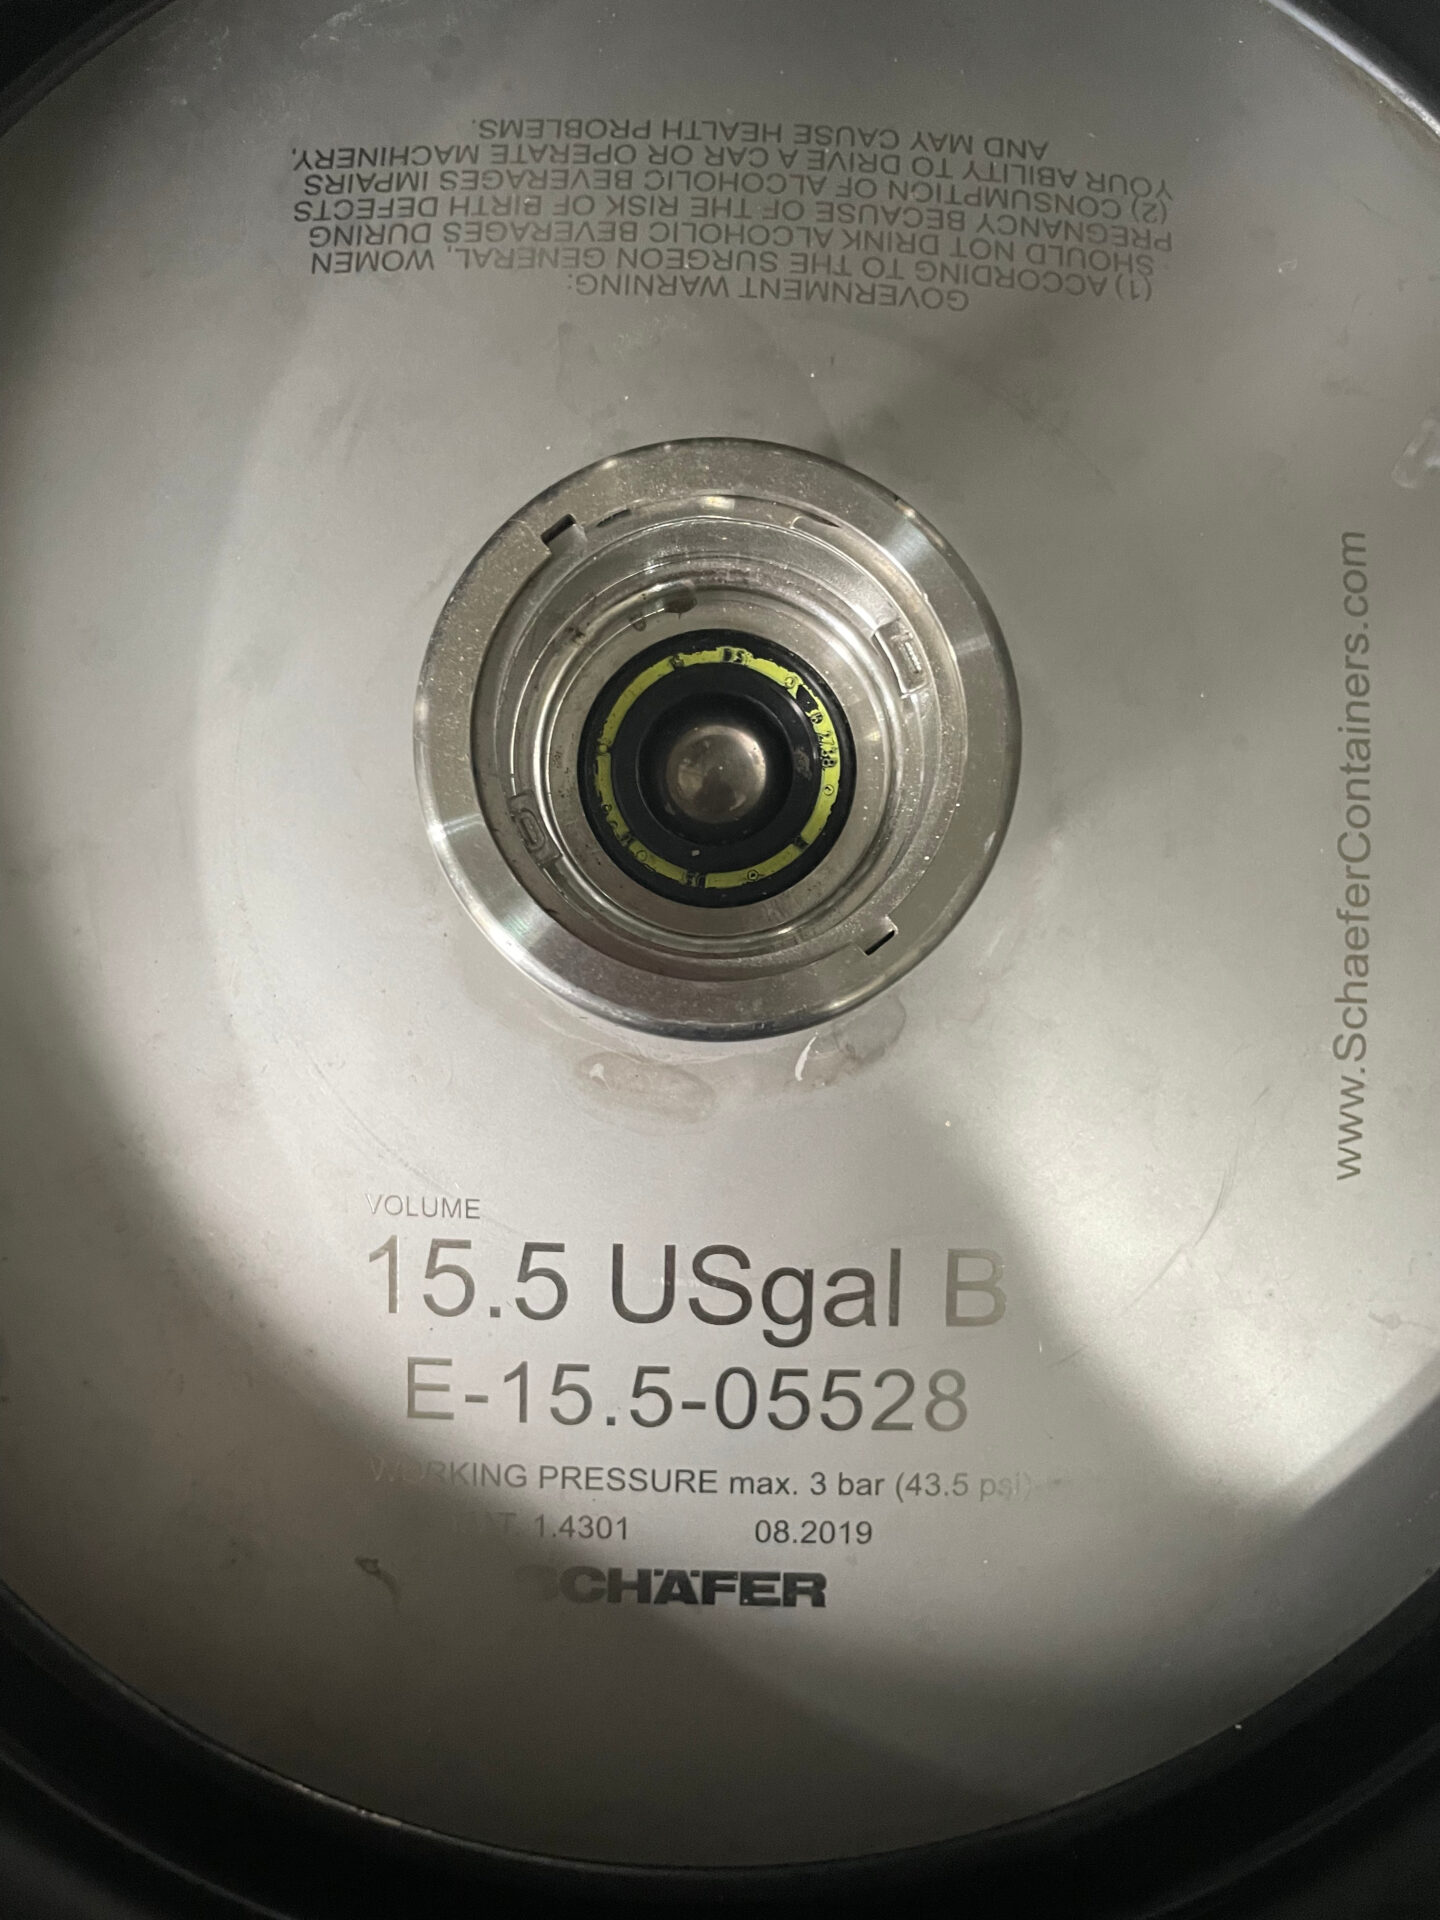 GOVERNMENT WARNING:
(1) ACCORDING TO THE SURGEON GENERAL, WOMEN
SHOULD NOT DRINK ALCOHOLIC BEVERAGES DURING
PREGNANCY BECAUSE OF THE RISK OF BIRTH DEFECTS
(2) CONSUMPTION OF ALCOHOLIC BEVERAGES IMPAIRS
YOUR ABILITY TO DRIVE A CAR OR OPERATE MACHINERY,
AND MAY CAUSE HEALTH PROBLEMS.
www.SchaeferContainers.com
VOLUME
15.5 USgal B
E-15.5-05528
WORKING PRESSURE max. 3 bar (43.5 psi)
1.4301 08.2019
SCHÄFER